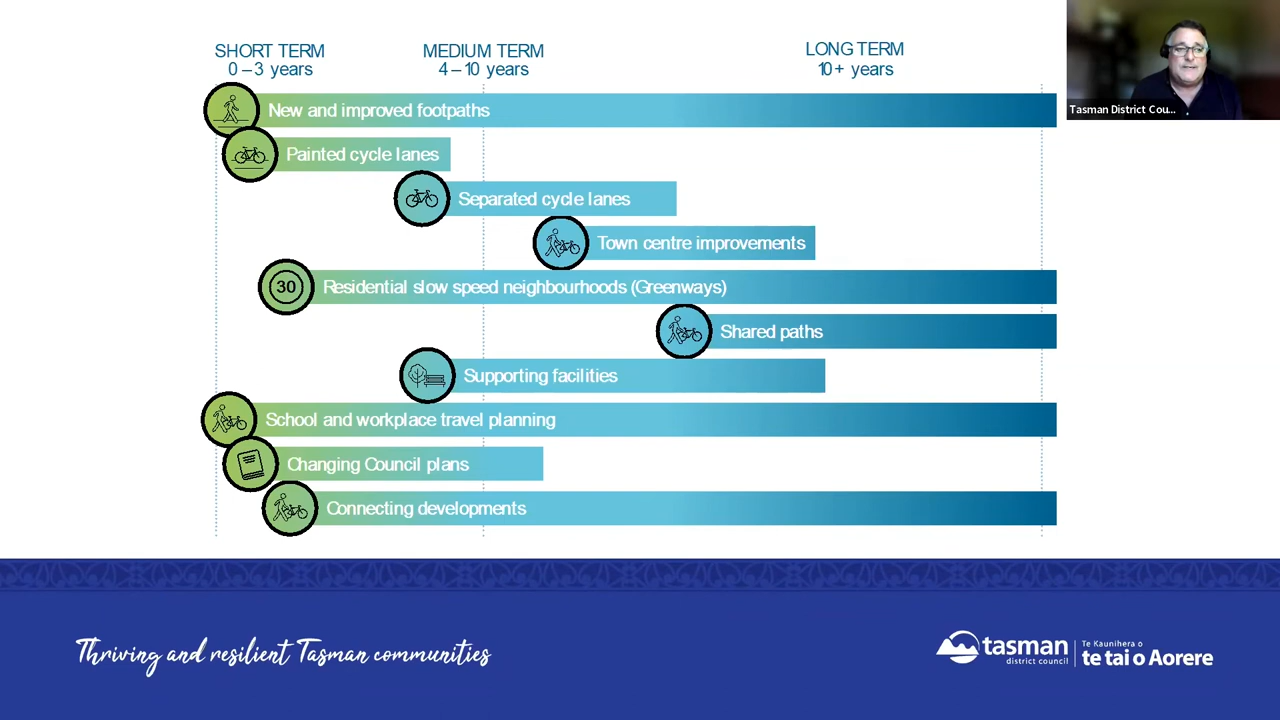 SHORT TERM
0 – 3 years
MEDIUM TERM
4 – 10 years
LONG TERM
10+ years
New and improved footpaths
Painted cycle lanes
Separated cycle lanes
Town centre improvements
30
Residential slow speed neighbourhoods (Greenways)
Shared paths
Supporting facilities
School and workplace travel planning
Changing Council plans
Connecting developments
Tasman District Cou...
Thriving and resilient Tasman communities
tasman
district council
Te Kaunihera o
te tai o Aorere